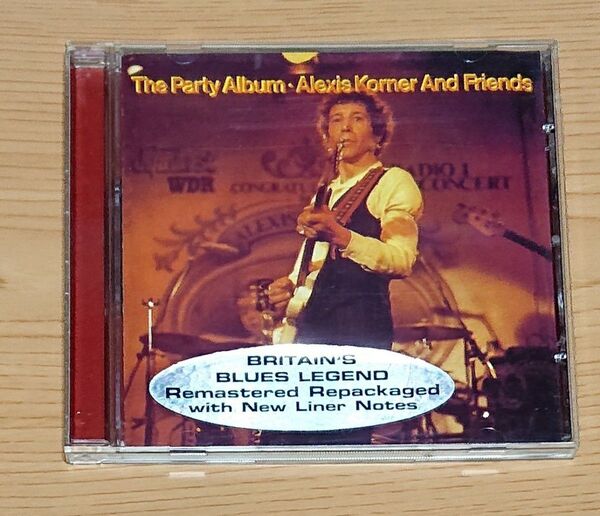 The Party Album · Alexis Korner And Friends
WDR
RADIO 1
CONCERT
ALEXIS
BRITAIN'S
BLUES LEGEND
Remastered Repackaged
with New Liner Notes